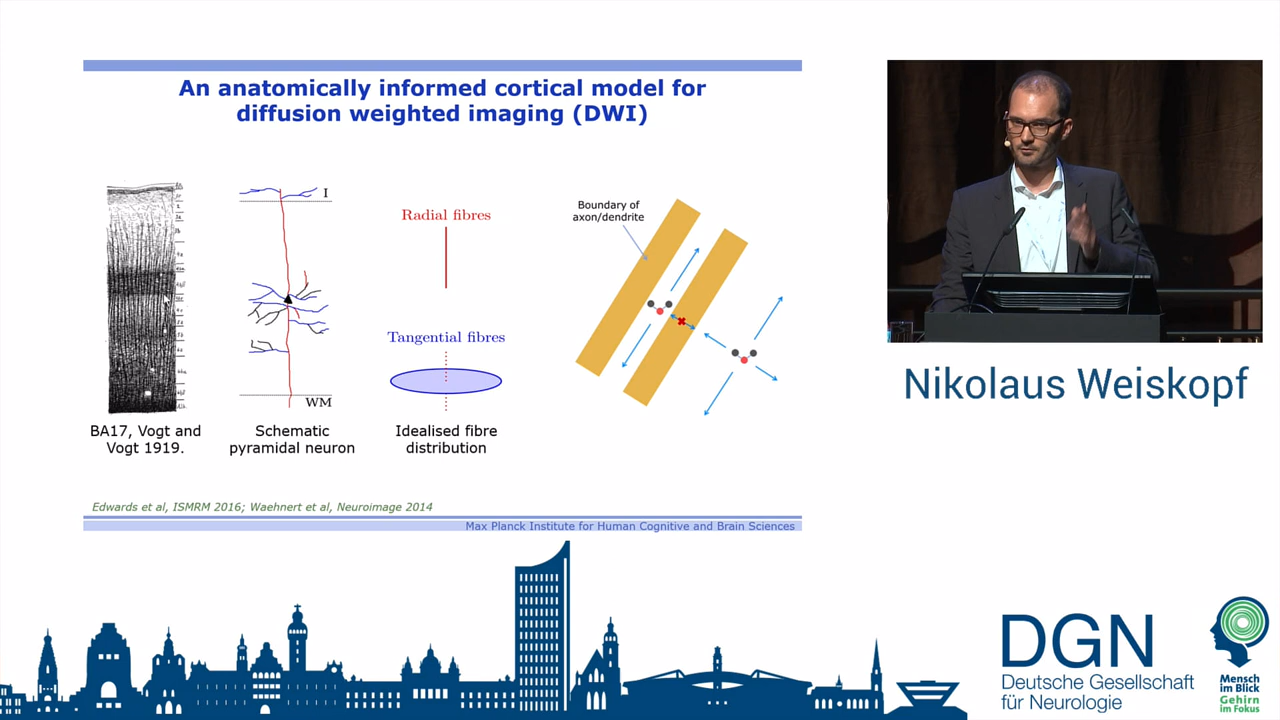 An anatomically informed cortical model for
diffusion weighted imaging (DWI)
I
WM
Radial fibres
Tangential fibres
Boundary of
axon/dendrite
BA17, Vogt and
Vogt 1919.
Schematic
pyramidal neuron
Idealised fibre
distribution
Edwards et al, ISMRM 2016; Waehnert et al, Neuroimage 2014
Max Planck Institute for Human Cognitive and Brain Sciences
Nikolaus Weiskopf
DGN
Deutsche Gesellschaft
für Neurologie
Mensch
im Blick
Gehirn
im Fokus